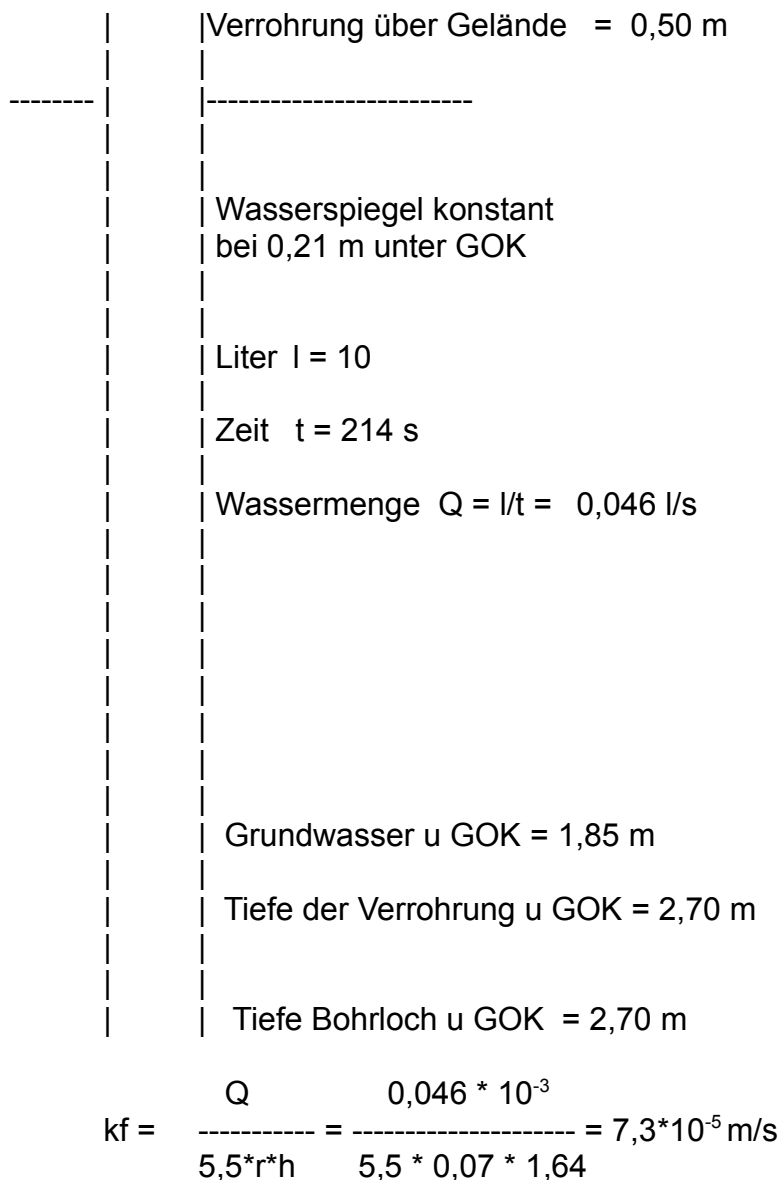 Verrohrung über Gelände = 0,50 m
Wasserspiegel konstant
bei 0,21 m unter GOK
Liter l = 10
Zeit t = 214 s
Wassermenge Q = l/t = 0,046 l/s
Grundwasser u GOK = 1,85 m
Tiefe der Verrohrung u GOK = 2,70 m
Tiefe Bohrloch u GOK = 2,70 m
Q 0,046 * 10⁻³
kf = ----------- = --------------------- = 7,3*10⁻⁵ m/s
5,5*r*h 5,5 * 0,07 * 1,64